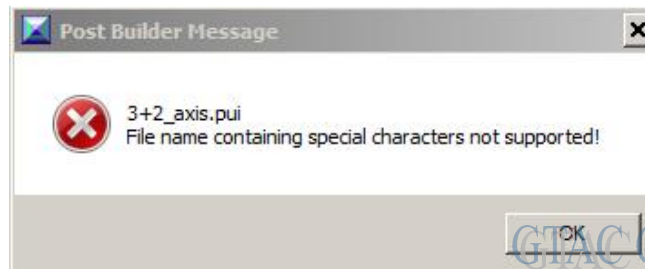 Post Builder Message
3+2_axis.pui
File name containing special characters not supported!
OK
GTAC